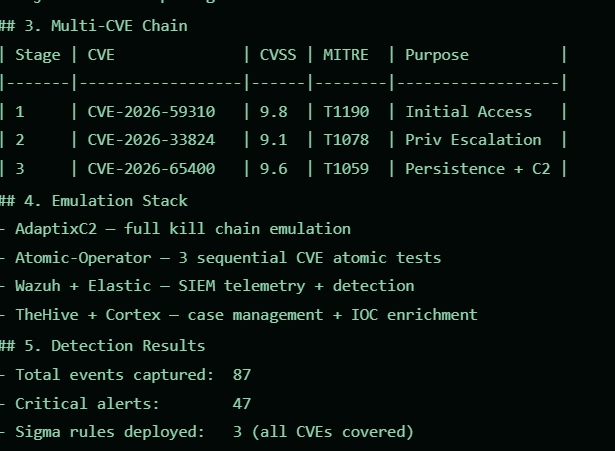 ## 3. Multi-CVE Chain
| Stage | CVE | CVSS | MITRE | Purpose |
|-------|-----------------|------|--------|------------------|
| 1 | CVE-2026-59310 | 9.8 | T1190 | Initial Access |
| 2 | CVE-2026-33824 | 9.1 | T1078 | Priv Escalation |
| 3 | CVE-2026-65400 | 9.6 | T1059 | Persistence + C2 |
## 4. Emulation Stack
- AdaptixC2 — full kill chain emulation
- Atomic-Operator — 3 sequential CVE atomic tests
- Wazuh + Elastic — SIEM telemetry + detection
- TheHive + Cortex — case management + IOC enrichment
## 5. Detection Results
- Total events captured: 87
- Critical alerts: 47
- Sigma rules deployed: 3 (all CVEs covered)